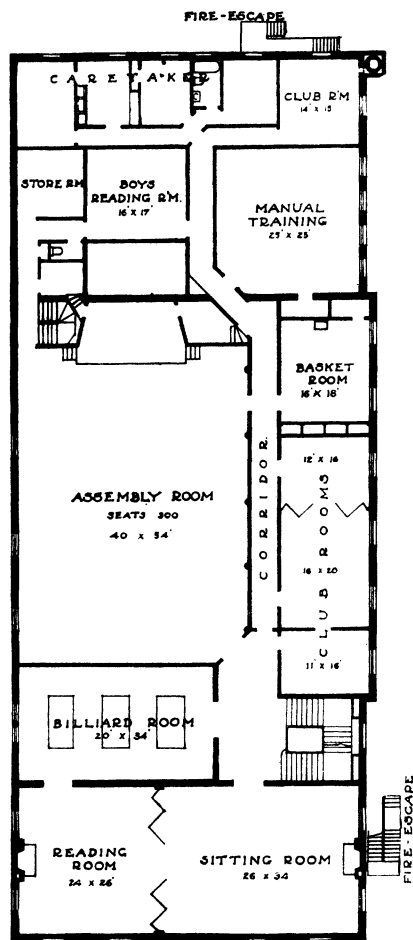 FIRE-ESCAPE
CARETAKER
CLUB R'M
14' X 15'
STORE RM
BOYS
READING R'M.
16' X 17'
MANUAL
TRAINING
25' X 25'
BASKET
ROOM
16' X 18'
12' X 16
ASSEMBLY ROOM
SEATS 300
40 X 54'
CORRIDOR.
CLUB ROOMS
16 X 20
11' X 16'
BILLIARD ROOM
20' X 34'
READING
ROOM
24 X 26'
SITTING ROOM
26 X 34
FIRE-ESCAPE